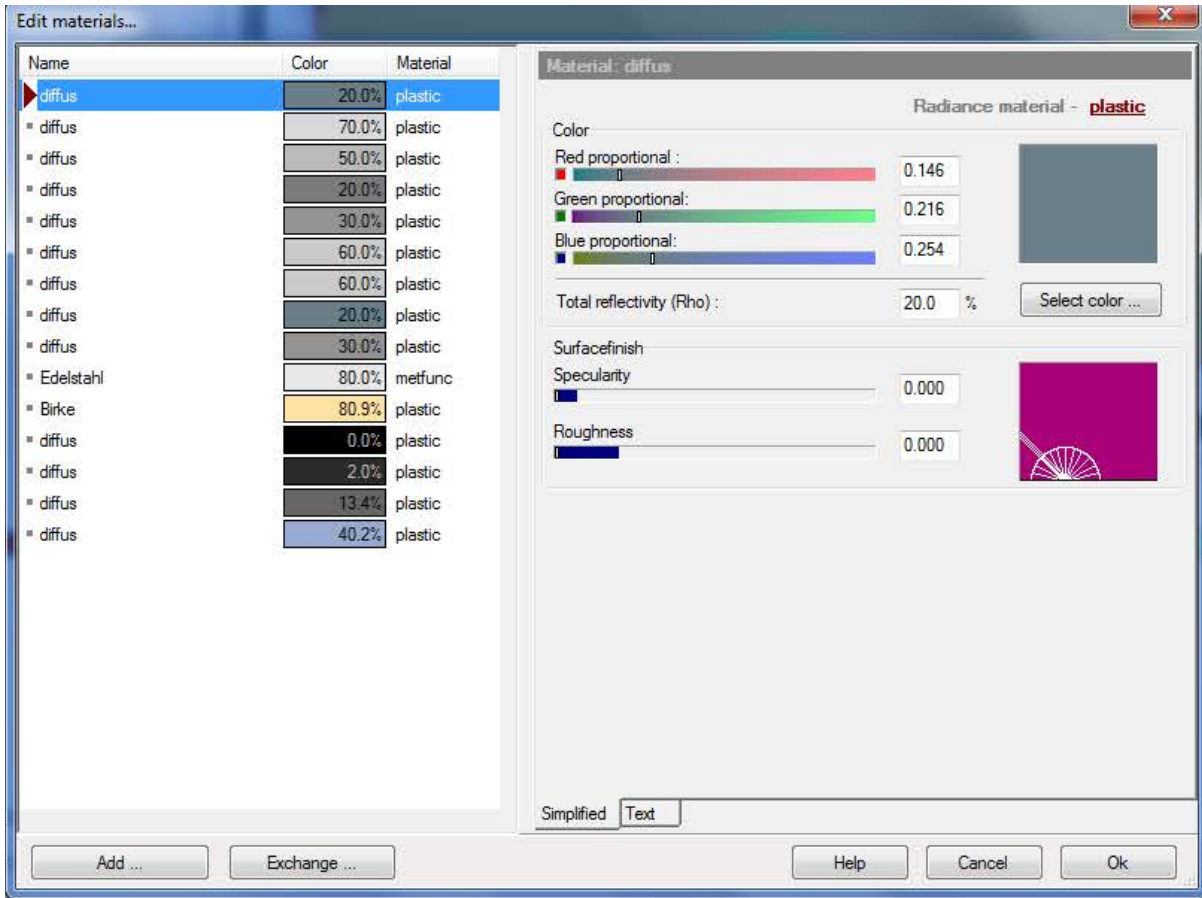 Edit materials...
Name Color Material
diffus 20.0% plastic
diffus 70.0% plastic
diffus 50.0% plastic
diffus 20.0% plastic
diffus 30.0% plastic
diffus 60.0% plastic
diffus 60.0% plastic
diffus 20.0% plastic
diffus 30.0% plastic
Edelstahl 80.0% metfunc
Birke 80.9% plastic
diffus 0.0% plastic
diffus 2.0% plastic
diffus 13.4% plastic
diffus 40.2% plastic
Material: diffus
Radiance material - plastic
Color
Red proportional :
0.146
Green proportional:
0.216
Blue proportional:
0.254
Total reflectivity (Rho) : 20.0 % Select color ...
Surfacefinish
Specularity
0.000
Roughness
0.000
Simplified Text
Add ... Exchange ... Help Cancel Ok